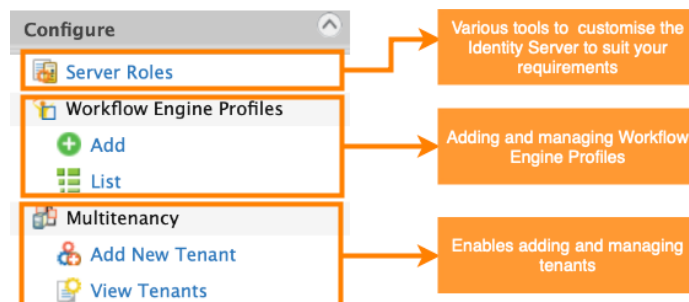 Configure
Server Roles
Workflow Engine Profiles
Add
List
Multitenancy
Add New Tenant
View Tenants
Various tools to customise the
Identity Server to suit your
requirements
Adding and managing Workflow
Engine Profiles
Enables adding and managing
tenants